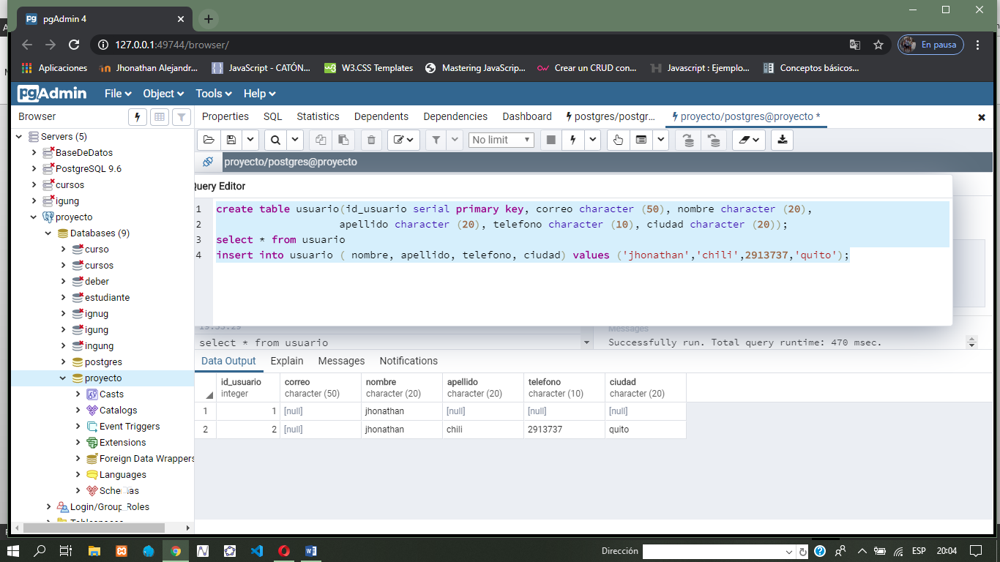 pgAdmin 4
127.0.0.1:49744/browser/
En pausa
Aplicaciones
Jhonathan Alejandr...
JavaScript - CATÓN...
W3.CSS Templates
Mastering JavaScrip...
Crear un CRUD con...
Javascript : Ejemplo...
Conceptos básicos...
pgAdmin
File
Object
Tools
Help
Browser
Properties
SQL
Statistics
Dependents
Dependencies
Dashboard
postgres/postgr...
proyecto/postgres@proyecto *
No limit
proyecto/postgres@proyecto
Servers (5)
BaseDeDatos
PostgreSQL 9.6
cursos
igung
proyecto
Databases (9)
curso
cursos
deber
estudiante
ignug
igung
ingung
postgres
proyecto
Casts
Catalogs
Event Triggers
Extensions
Foreign Data Wrappers
Languages
Schemas
Login/Group Roles
Tablespaces
Query Editor
1 create table usuario(id_usuario serial primary key, correo character (50), nombre character (20),
2 apellido character (20), telefono character (10), ciudad character (20));
3 select * from usuario
4 insert into usuario ( nombre, apellido, telefono, ciudad) values ('jhonathan','chili',2913737,'quito');
select * from usuario
Messages
Successfully run. Total query runtime: 470 msec.
Data Output
Explain
Messages
Notifications
id_usuario correo nombre apellido telefono ciudad
integer character (50) character (20) character (20) character (10) character (20)
1 1 [null] jhonathan [null] [null] [null]
2 2 [null] jhonathan chili 2913737 quito
Dirección
ESP
20:04